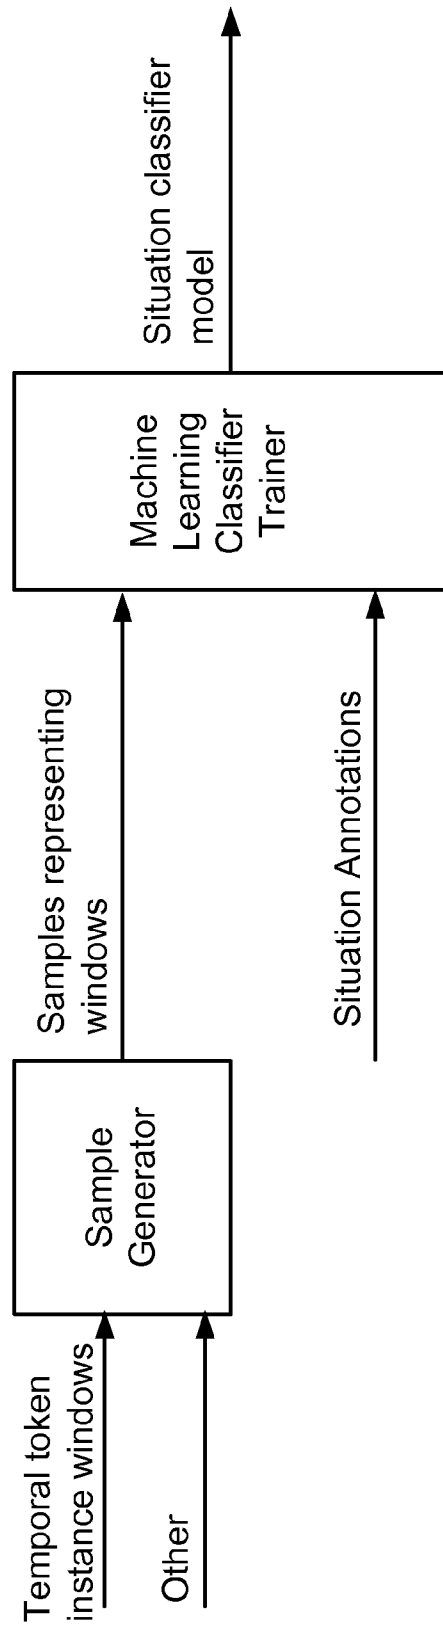 Temporal token
instance windows
Other
Sample
Generator
Samples representing
windows
Situation Annotations
Machine
Learning
Classifier
Trainer
Situation classifier
model